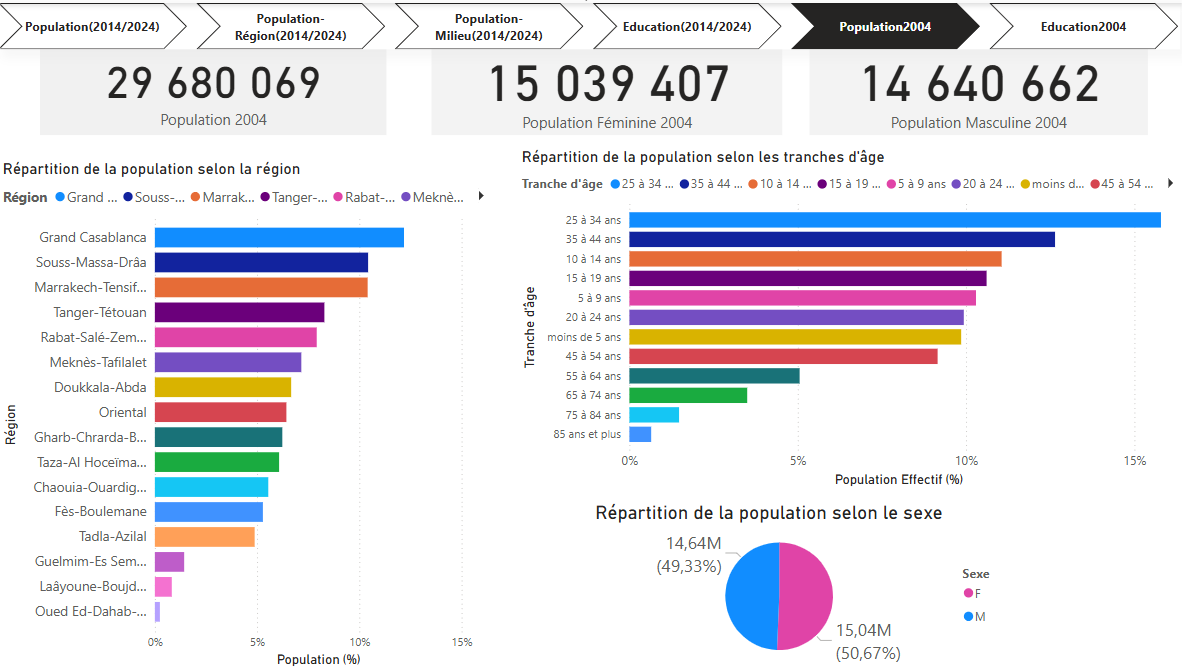 Population(2014/2024)
Population-
Région(2014/2024)
Population-
Milieu(2014/2024)
Education(2014/2024)
Population2004
Education2004
29 680 069
Population 2004
15 039 407
Population Féminine 2004
14 640 662
Population Masculine 2004
Répartition de la population selon la région
Région Grand ... Souss-... Marrak... Tanger-... Rabat-... Meknè...
Région
Grand Casablanca
Souss-Massa-Drâa
Marrakech-Tensif...
Tanger-Tétouan
Rabat-Salé-Zem...
Meknès-Tafilalet
Doukkala-Abda
Oriental
Gharb-Chrarda-B...
Taza-Al Hoceïma...
Chaouia-Ouardig...
Fès-Boulemane
Tadla-Azilal
Guelmim-Es Sem...
Laâyoune-Boujd...
Oued Ed-Dahab-...
0% 5% 10% 15%
Population (%)
Répartition de la population selon les tranches d'âge
Tranche d'âge 25 à 34 ... 35 à 44 ... 10 à 14 ... 15 à 19 ... 5 à 9 ans 20 à 24 ... moins d... 45 à 54 ...
Tranche d'âge
25 à 34 ans
35 à 44 ans
10 à 14 ans
15 à 19 ans
5 à 9 ans
20 à 24 ans
moins de 5 ans
45 à 54 ans
55 à 64 ans
65 à 74 ans
75 à 84 ans
85 ans et plus
0% 5% 10% 15%
Population Effectif (%)
Répartition de la population selon le sexe
14,64M
(49,33%)
15,04M
(50,67%)
Sexe
F
M